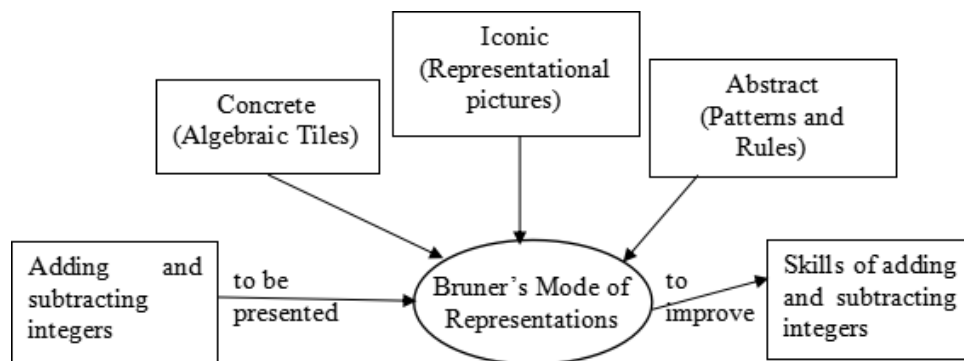 Iconic
(Representational
pictures)
Concrete
(Algebraic Tiles)
Abstract
(Patterns and
Rules)
Adding and
subtracting
integers
to be
presented
Bruner’s Mode of
Representations
to
improve
Skills of adding
and subtracting
integers